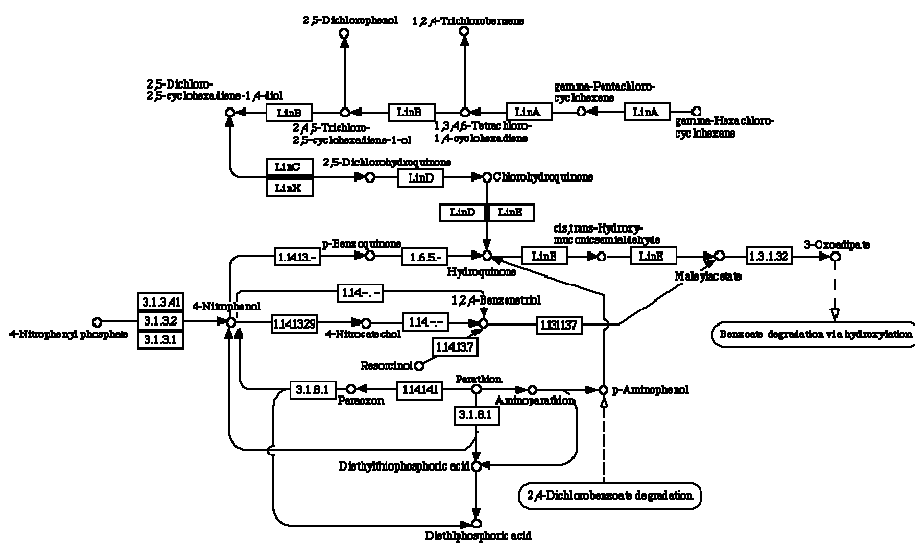 2,5-Dichlorophenol
1,2,4-Trichlorobenzene
2,5-Dichloro-
2,5-cyclohexadiene-1,4-diol
LinB
2,4,5-Trichloro-
2,5-cyclohexadiene-1-ol
LinB
1,3,4,6-Tetrachloro-
1,4-cyclohexadiene
LinA
gamma-Pentachloro-
cyclohexene
LinA
gamma-Hexachloro-
cyclohexane
LinC
LinX
2,5-Dichlorohydroquinone
LinD
Chlorohydroquinone
LinD
LinE
1.14.13.-
p-Benzoquinone
1.6.5.-
Hydroquinone
LinE
cis,trans-Hydroxy-
muconicsemialdehyde
LinE
Maleylacetate
1.3.1.32
3-Oxoadipate
4-Nitrophenyl phosphate
3.1.3.41
3.1.3.2
3.1.3.1
4-Nitrophenol
1.14.-.-
1,2,4-Benzenetriol
1.14.13.29
4-Nitrocatechol
1.14.-.-
1.13.11.37
Benzoate degradation via hydroxylation
Resorcinol
1.14.13.7
3.1.8.1
Paraoxon
1.14.14.1
Parathion
Aminoparathion
p-Aminophenol
3.1.8.1
Diethylthiophosphoric acid
2,4-Dichlorobenzoate degradation
Diethlphosphoric acid